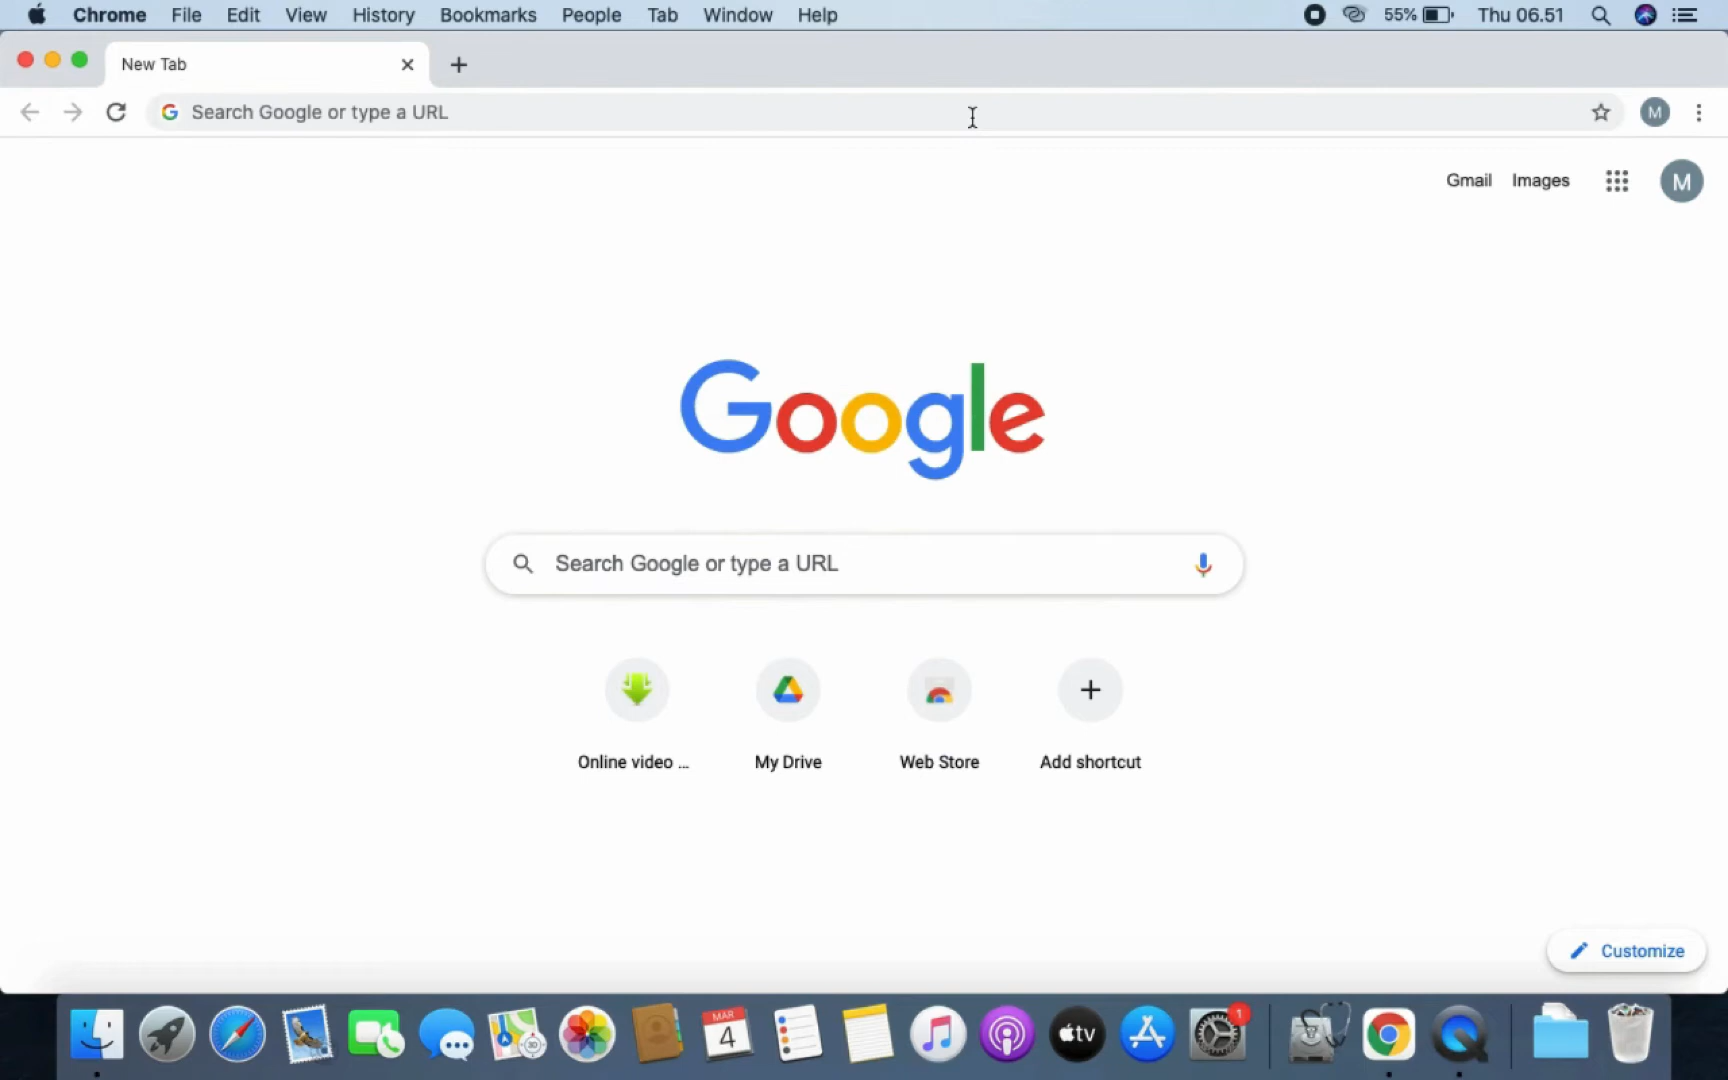 Chrome File Edit View History Bookmarks People Tab Window Help 55% Thu 06.51
New Tab
Search Google or type a URL M
Gmail Images M
Google
Search Google or type a URL
Online video ... My Drive Web Store Add shortcut
Customize
3D MAR 4 tv 1